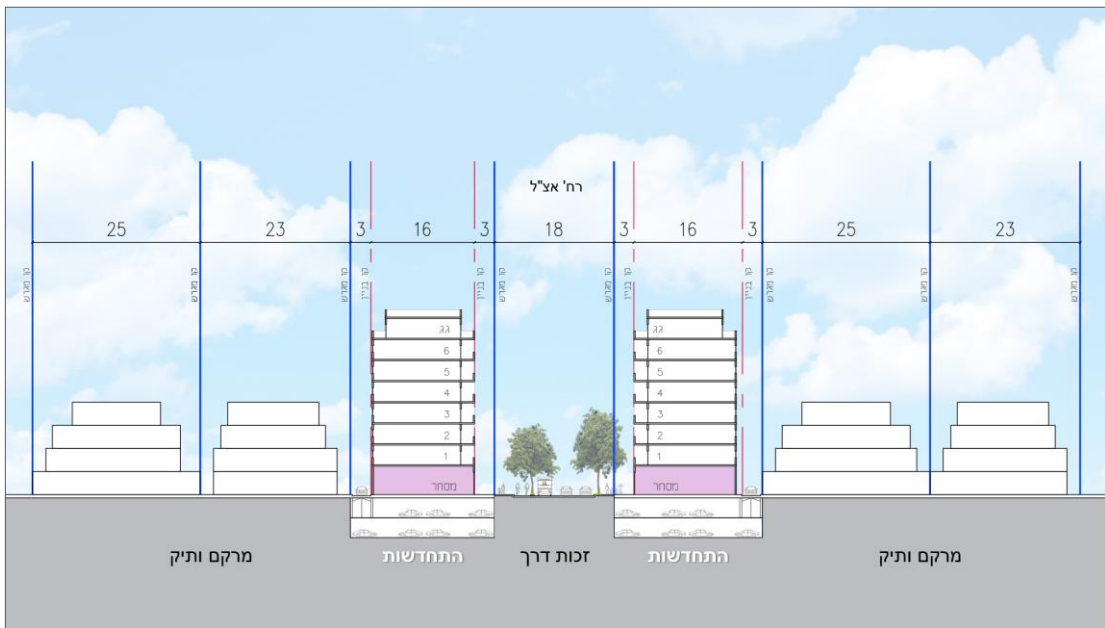 רח' אצ"ל
25 23 3 16 3 18 3 16 3 25 23
קו מגרש
קו מגרש
קו מגרש
קו בניין
קו בניין
קו מגרש
קו מגרש
קו בניין
קו בניין
קו מגרש
קו מגרש
קו מגרש
גג
6
5
4
3
2
1
מסחר
גג
6
5
4
3
2
1
מסחר
מרקם ותיק התחדשות זכות דרך התחדשות מרקם ותיק